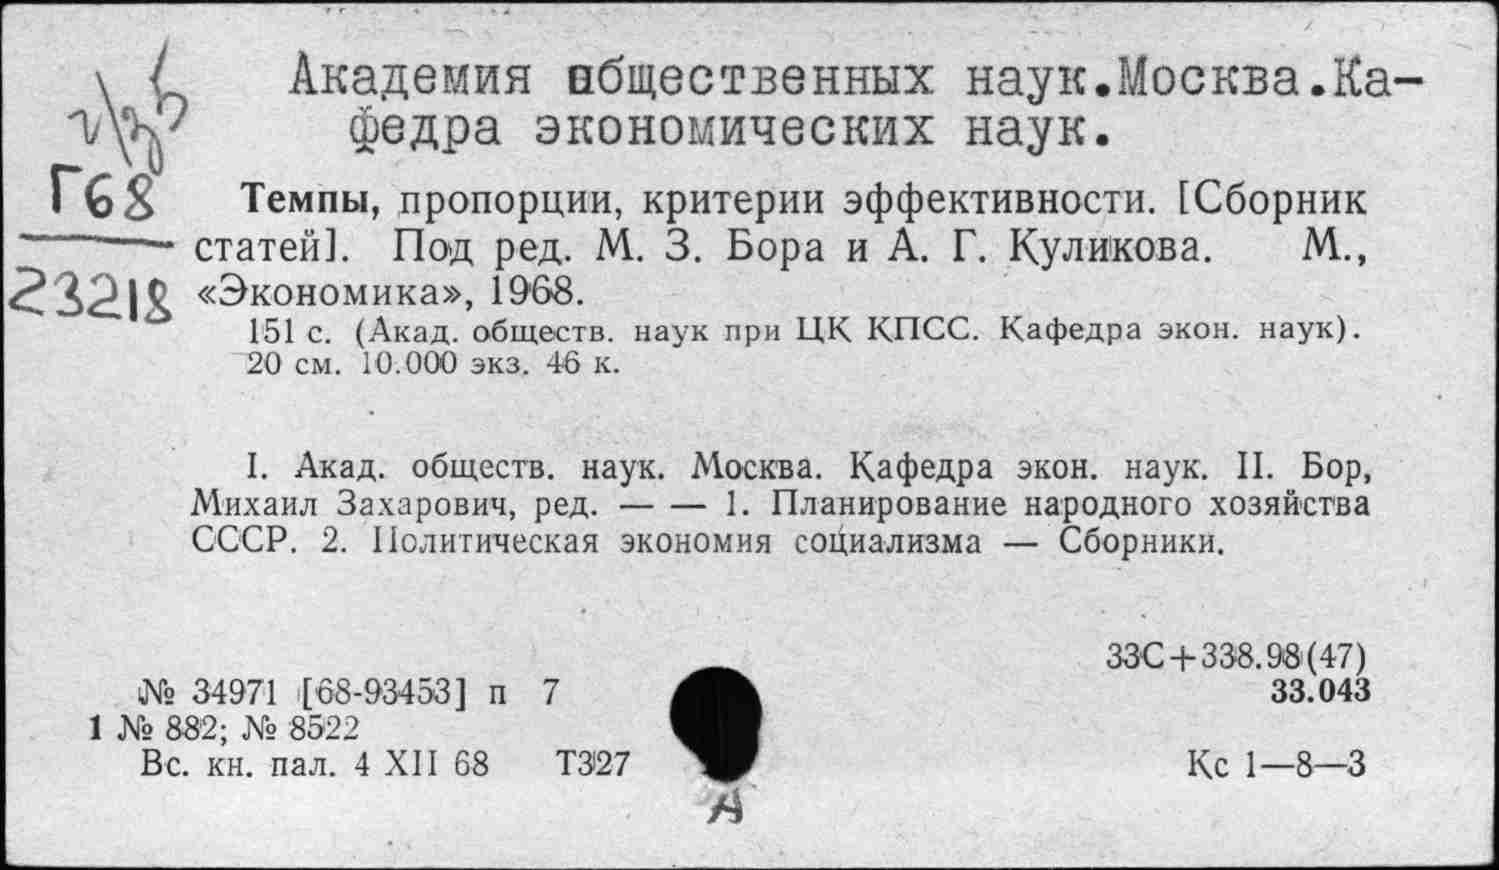 Академия общественных наук.Москва.Ка-
федра экономических наук.
Г68
23218
Темпы, пропорции, критерии эффективности. [Сборник
статей]. Под ред. М. З. Бора и А. Г. Куликова. М.,
«Экономика», 1968.
151 с. (Акад. обществ. наук при ЦК КПСС. Кафедра экон. наук).
20 см. 10.000 экз. 46 к.
I. Акад. обществ. наук. Москва. Кафедра экон. наук. II. Бор,
Михаил Захарович, ред. — — 1. Планирование народного хозяйства
СССР. 2. Политическая экономия социализма — Сборники.
33С+338.98(47)
№ 34971 [68-93453] п 7 33.043
1 № 882; № 8522
Вс. кн. пал. 4 XII 68 Т327 Кс 1—8—3